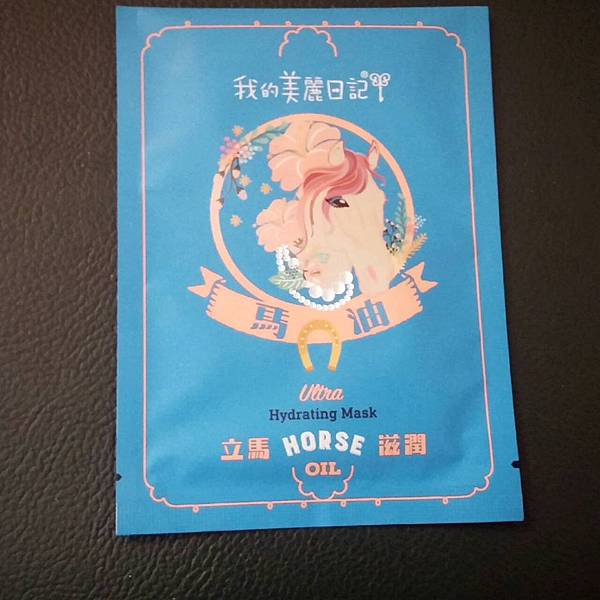 我的美麗日記
馬油
Ultra
Hydrating Mask
立馬 HORSE 滋潤
OIL